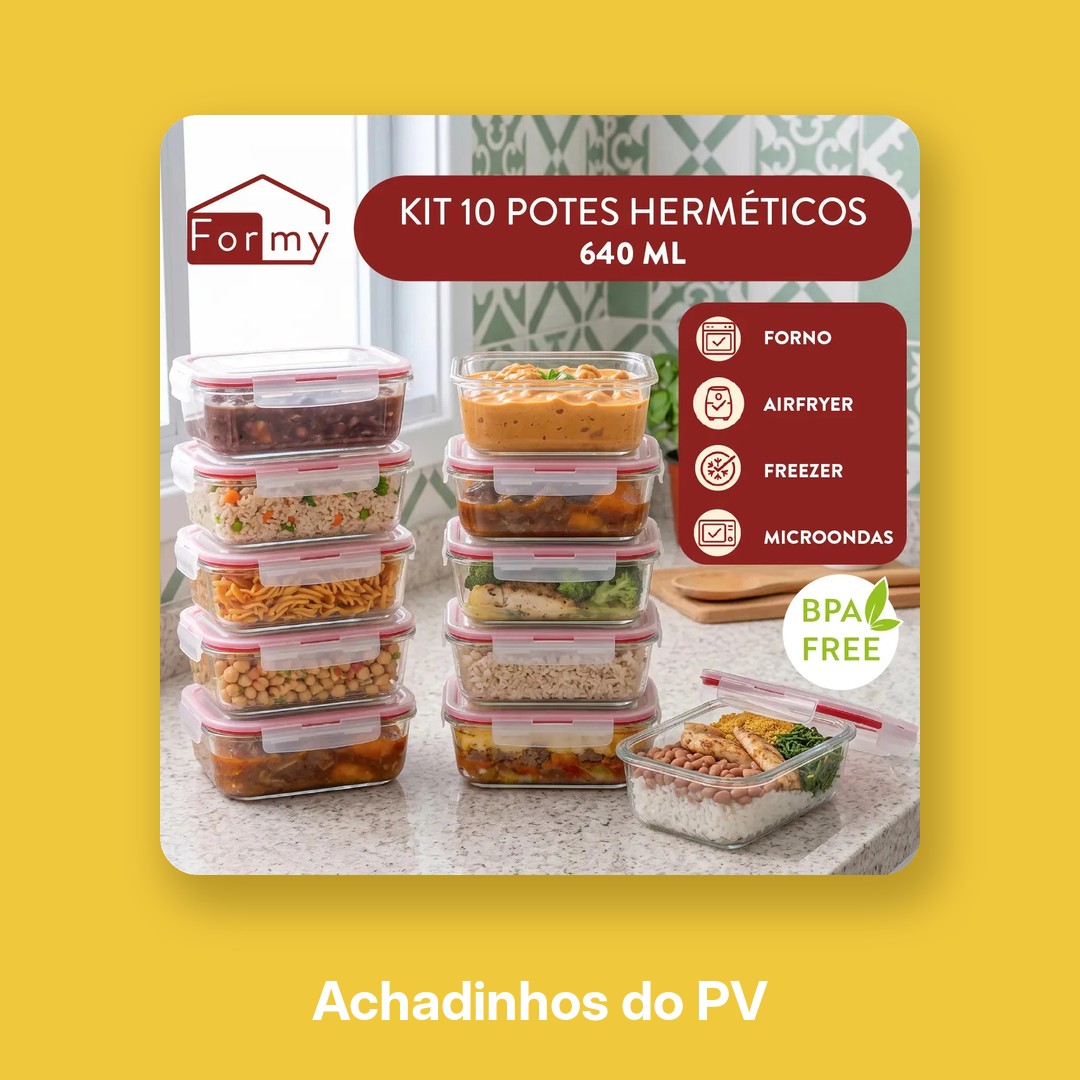 Formy
KIT 10 POTES HERMÉTICOS
640 ML
FORNO
AIRFRYER
FREEZER
MICROONDAS
BPA
FREE
Achadinhos do PV